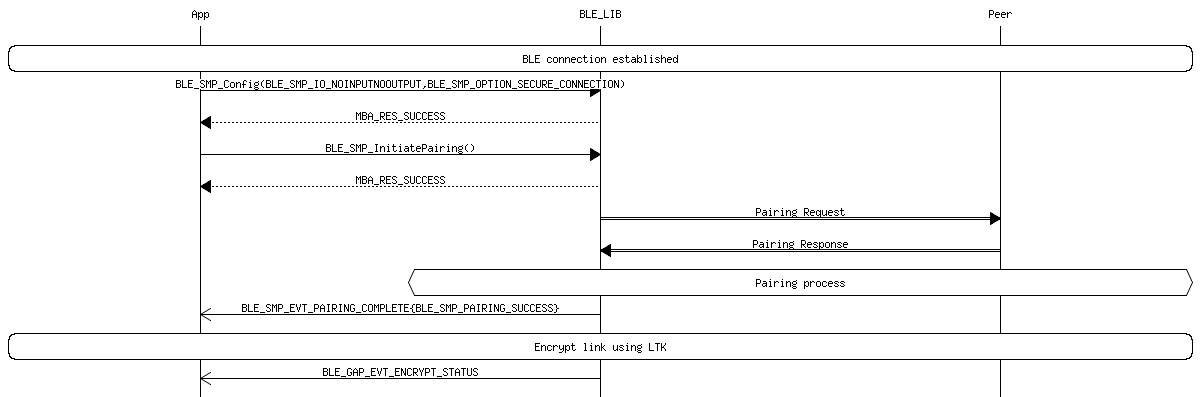 App BLE_LIB Peer
BLE connection established
BLE_SMP_Config(BLE_SMP_IO_NOINPUTNOOUTPUT,BLE_SMP_OPTION_SECURE_CONNECTION)
MBA_RES_SUCCESS
BLE_SMP_InitiatePairing()
MBA_RES_SUCCESS
Pairing Request
Pairing Response
Pairing process
BLE_SMP_EVT_PAIRING_COMPLETE{BLE_SMP_PAIRING_SUCCESS}
Encrypt link using LTK
BLE_GAP_EVT_ENCRYPT_STATUS